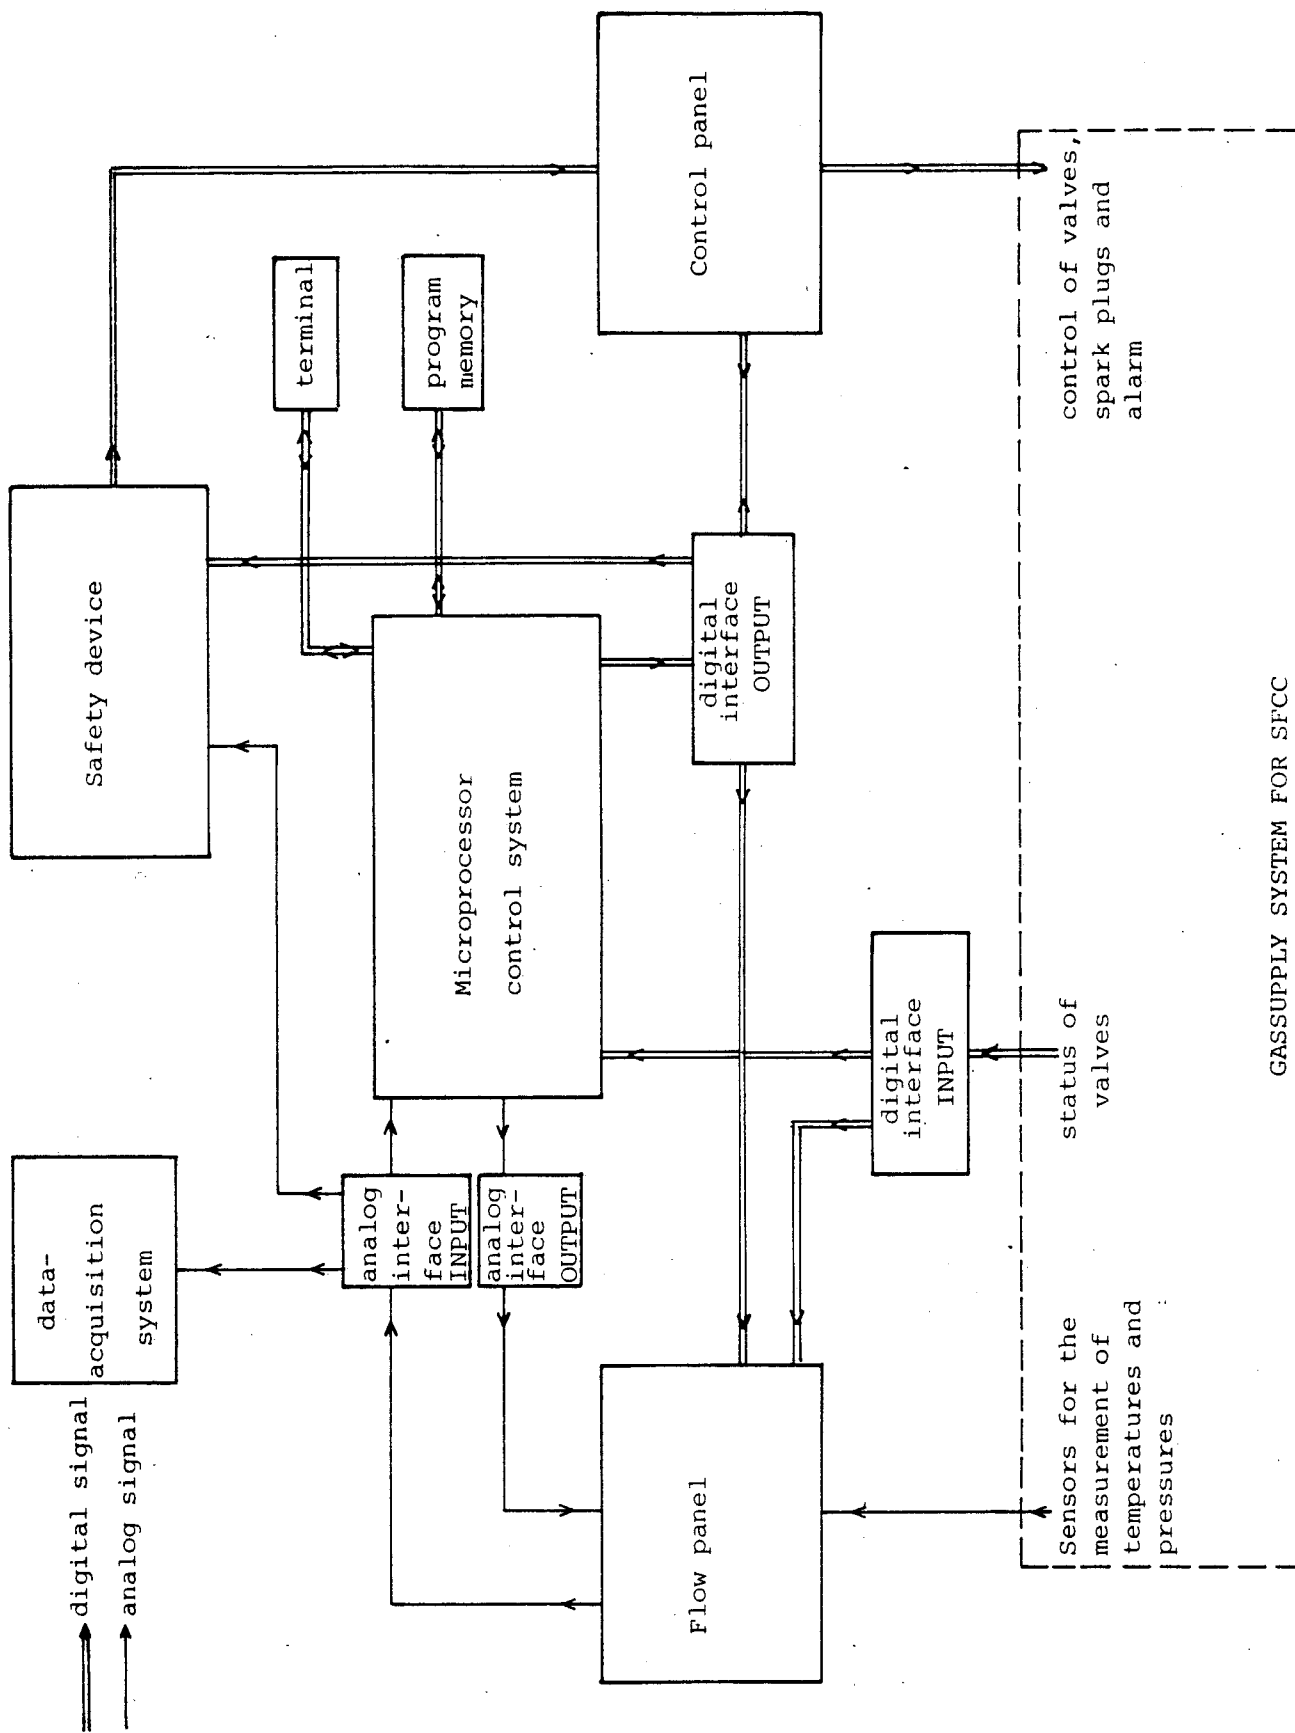 digital signal
analog signal
data-
acquisition
system
Safety device
terminal
program
memory
analog
inter-
face
INPUT
analog
inter-
face
OUTPUT
Microprocessor
control system
Flow panel
digital
interface
OUTPUT
Control panel
digital
interface
INPUT
Sensors for the
measurement of
temperatures and
pressures
status of
valves
control of valves,
spark plugs and
alarm
GASSUPPLY SYSTEM FOR SFCC